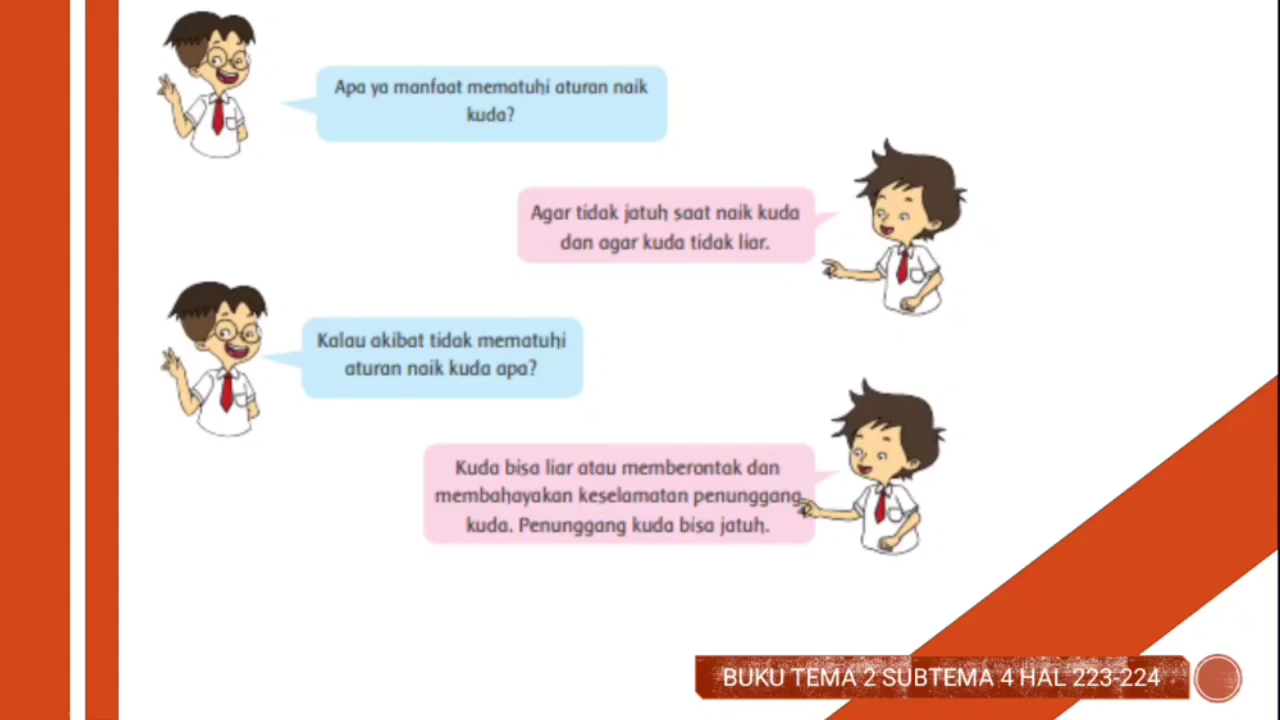 Apa ya manfaat mematuhi aturan naik
kuda?
Agar tidak jatuh saat naik kuda
dan agar kuda tidak liar.
Kalau akibat tidak mematuhi
aturan naik kuda apa?
Kuda bisa liar atau memberontak dan
membahayakan keselamatan penunggang
kuda. Penunggang kuda bisa jatuh.
BUKU TEMA 2 SUBTEMA 4 HAL 223-224